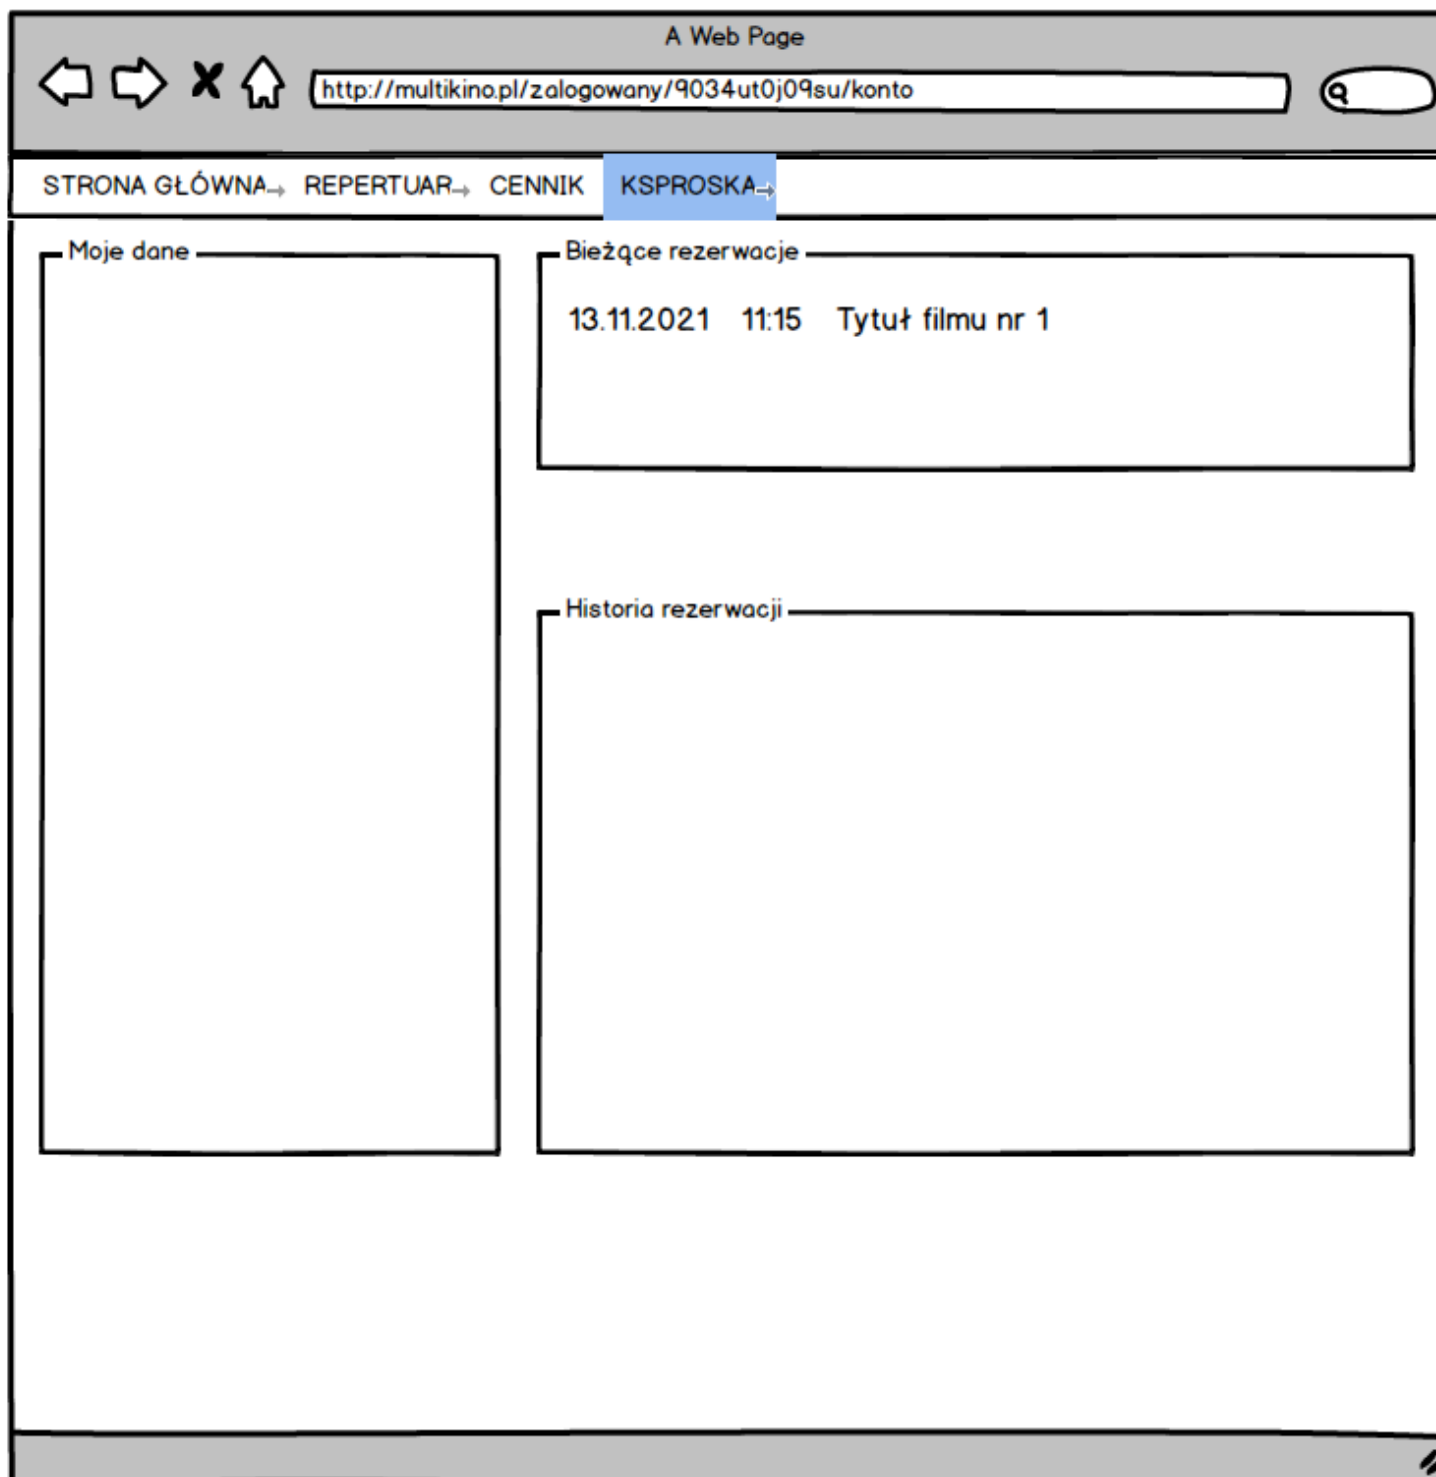 A Web Page
http://multikino.pl/zalogowany/9034ut0j09su/konto
STRONA GŁÓWNA REPERTUAR CENNIK KSPROSKA
Moje dane
Bieżące rezerwacje
13.11.2021 11:15 Tytuł filmu nr 1
Historia rezerwacji